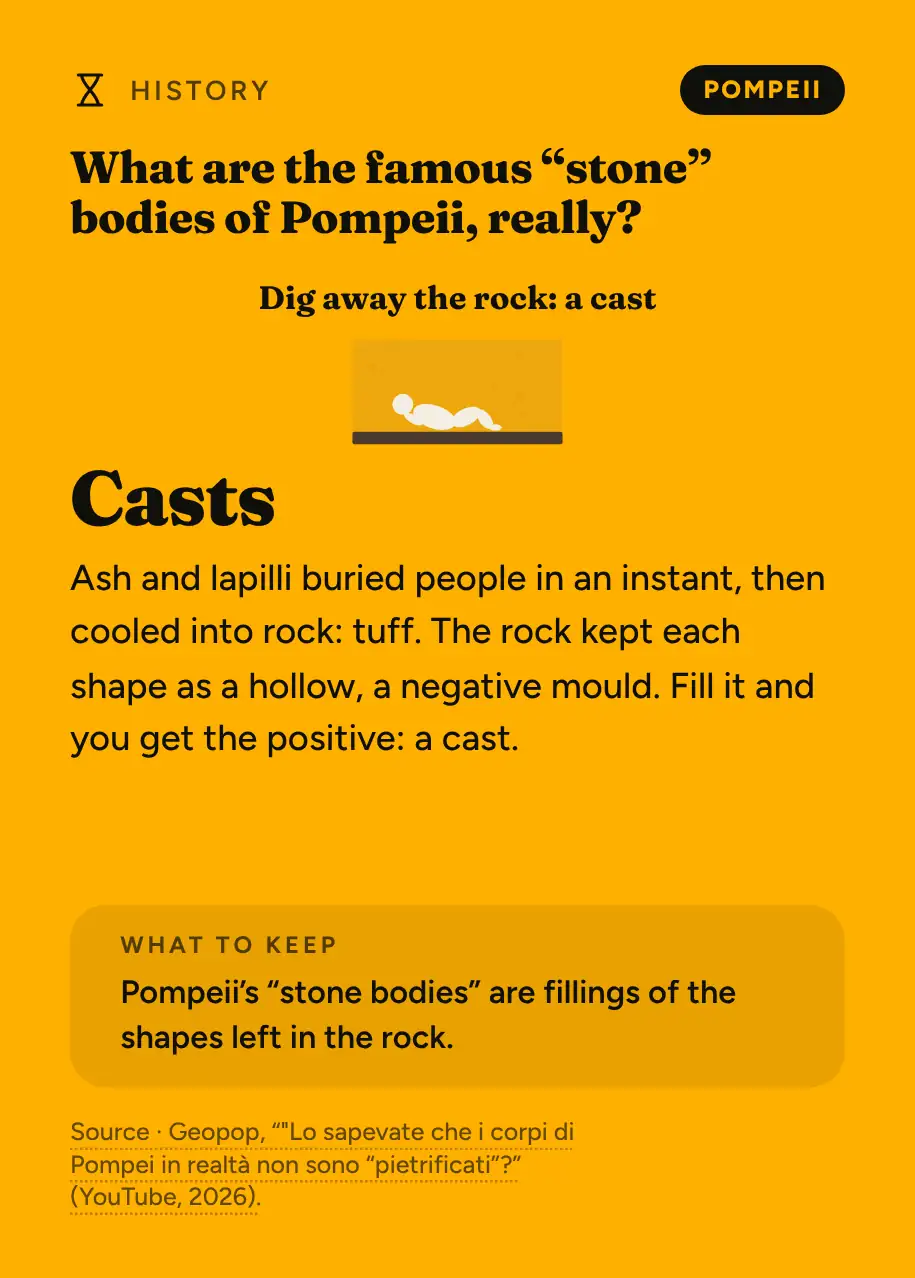 HISTORY
POMPEII
What are the famous “stone”
bodies of Pompeii, really?
Dig away the rock: a cast
Casts
Ash and lapilli buried people in an instant, then
cooled into rock: tuff. The rock kept each
shape as a hollow, a negative mould. Fill it and
you get the positive: a cast.
WHAT TO KEEP
Pompeii’s “stone bodies” are fillings of the
shapes left in the rock.
Source · Geopop, “"Lo sapevate che i corpi di
Pompei in realtà non sono “pietrificati”?”
(YouTube, 2026).